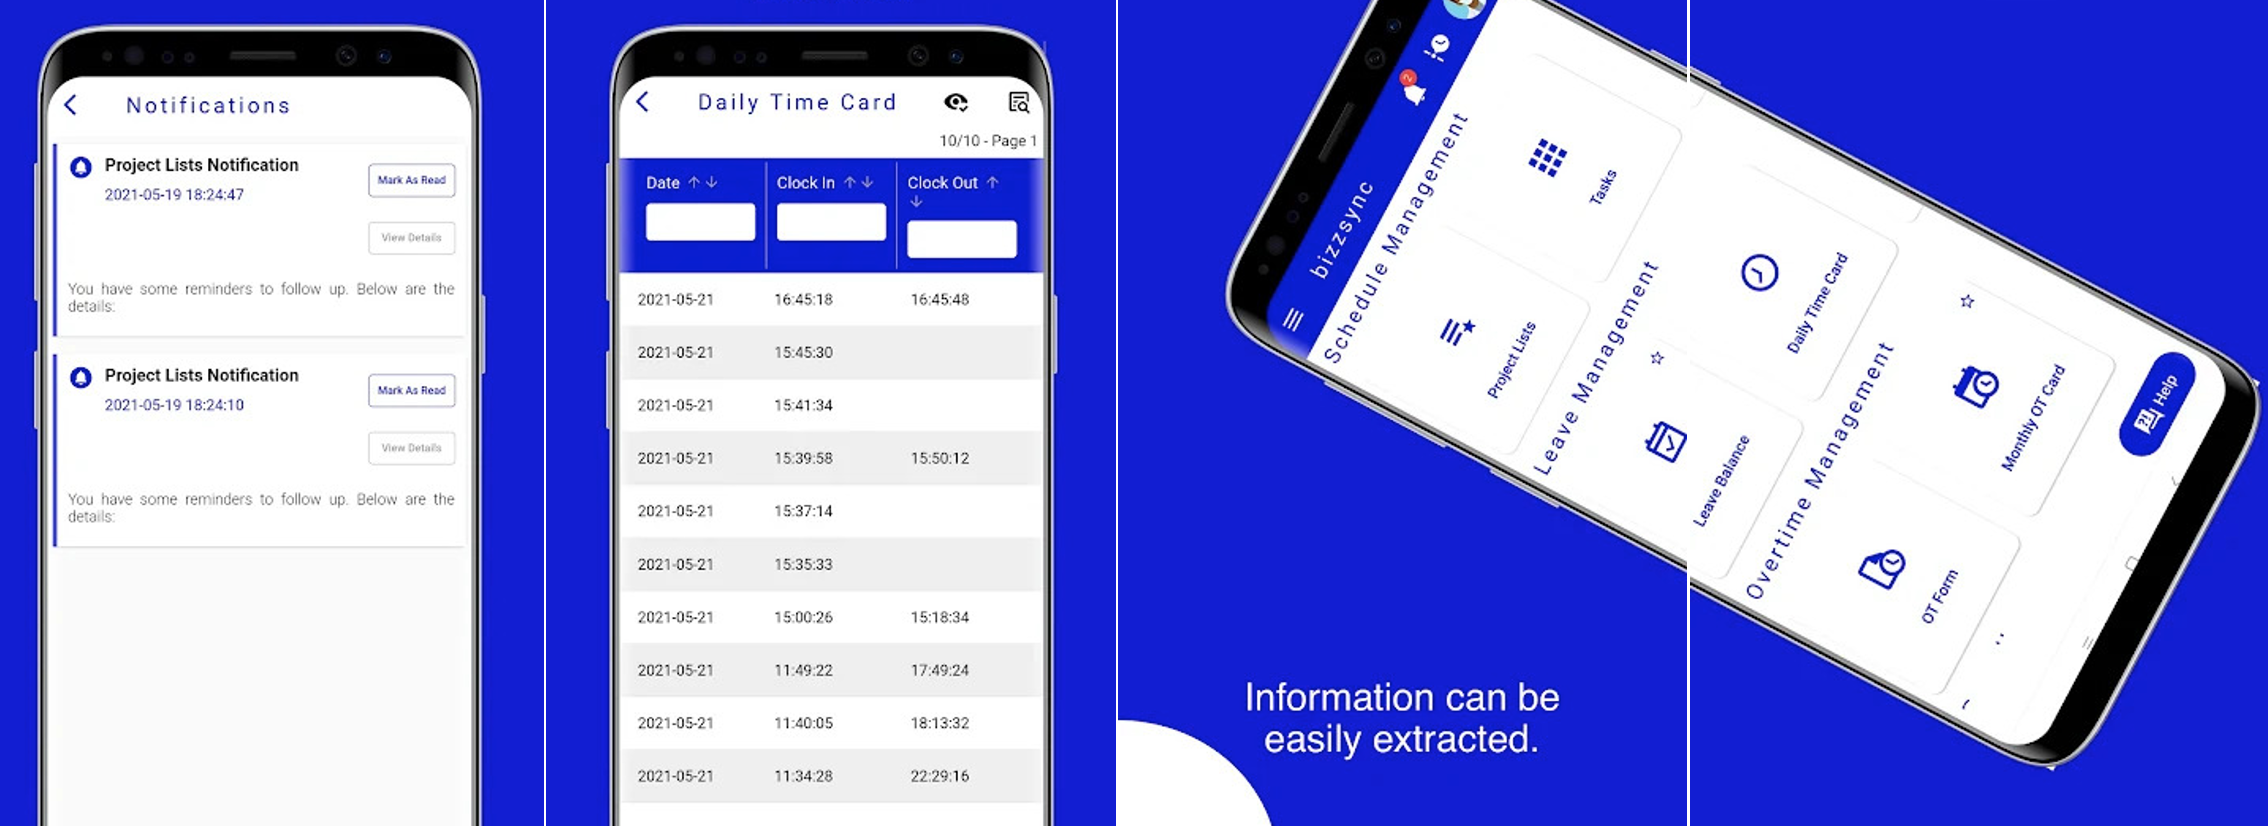 Notifications
Project Lists Notification
2021-05-19 18:24:47
Mark As Read
View Details
You have some reminders to follow up. Below are the
details:
Project Lists Notification
2021-05-19 18:24:10
Mark As Read
View Details
You have some reminders to follow up. Below are the
details:
Daily Time Card
10/10 - Page 1
Date ↑ ↓ Clock In ↑ ↓ Clock Out ↑
↓
2021-05-21 16:45:18 16:45:48
2021-05-21 15:45:30
2021-05-21 15:41:34
2021-05-21 15:39:58 15:50:12
2021-05-21 15:37:14
2021-05-21 15:35:33
2021-05-21 15:00:26 15:18:34
2021-05-21 11:49:22 17:49:24
2021-05-21 11:40:05 18:13:32
2021-05-21 11:34:28 22:29:16
bizzsync
2
Schedule Management
Project Lists
Tasks
Leave Management
Leave Balance
Daily Time Card
Overtime Management
OT Form
Monthly OT Card
Help
Information can be
easily extracted.